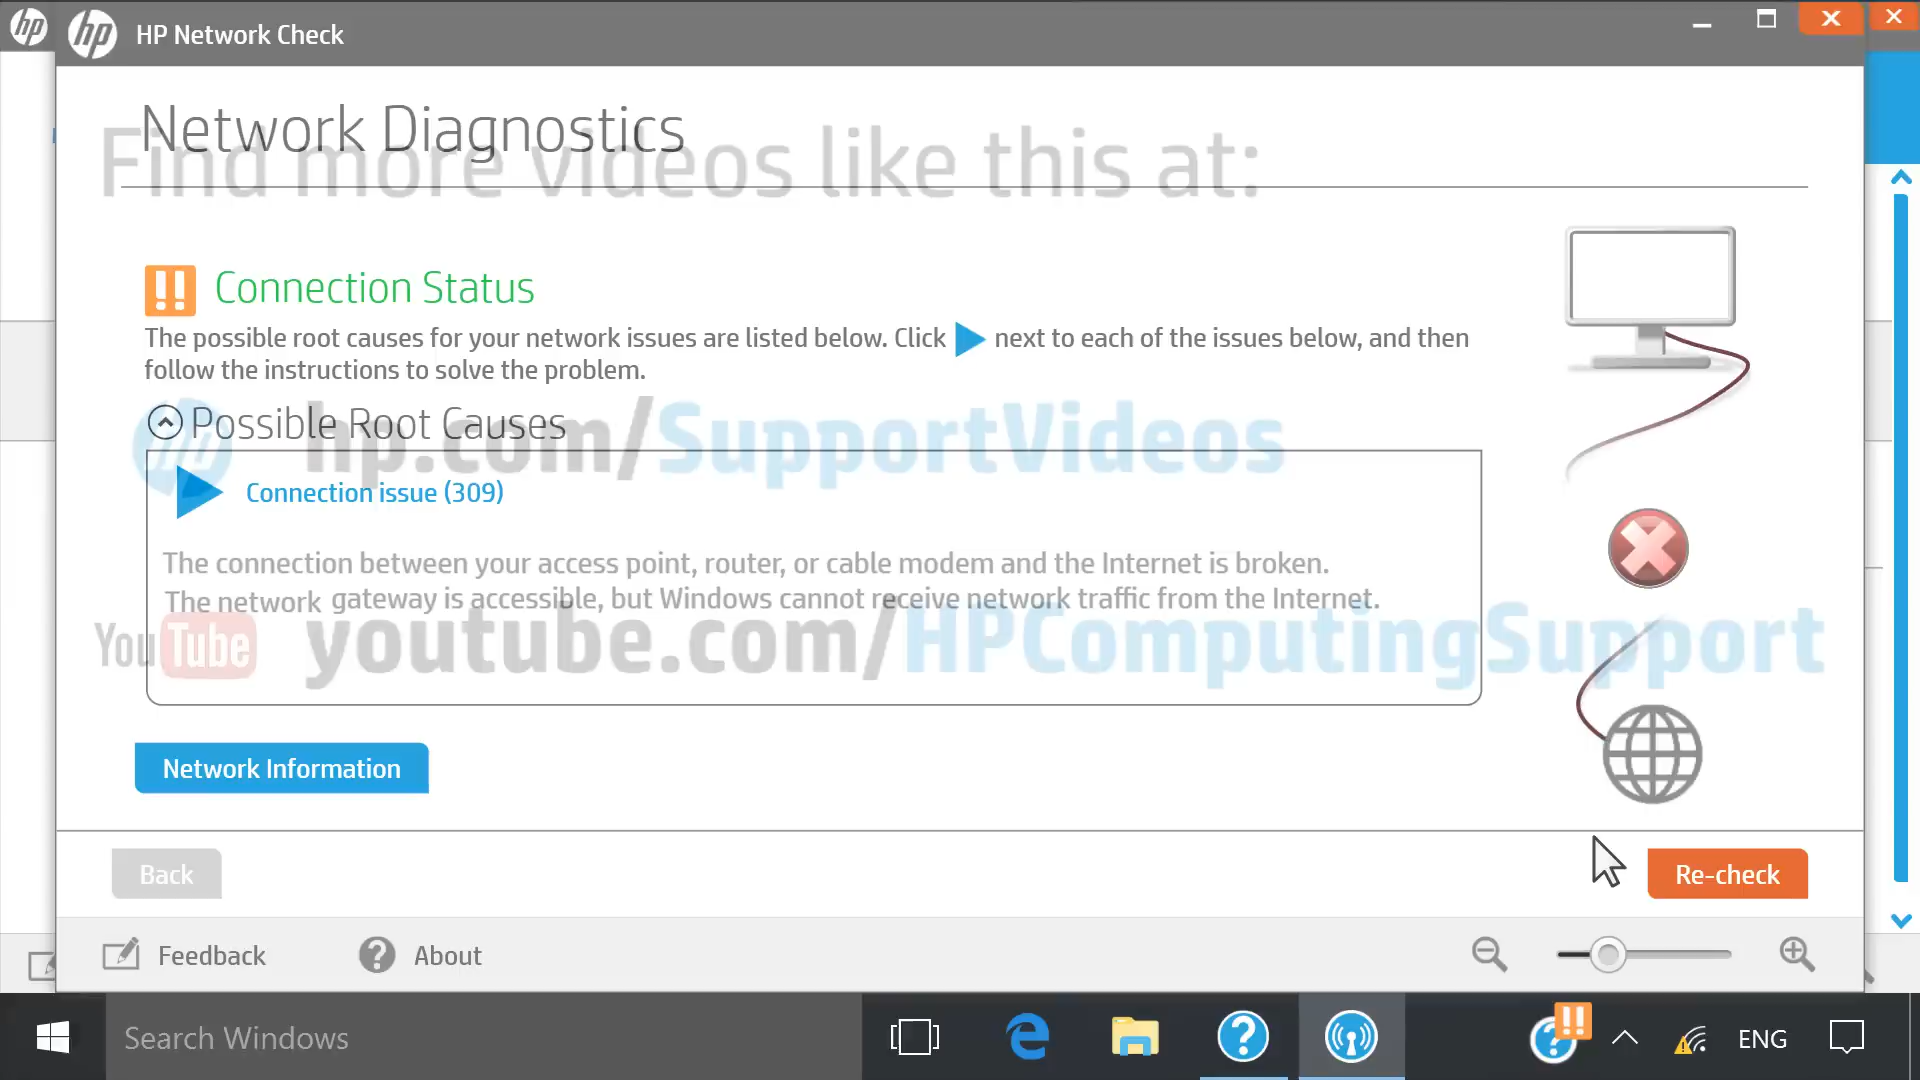 hp
hp HP Network Check
Network Diagnostics
Find more videos like this at:
!! Connection Status
The possible root causes for your network issues are listed below. Click next to each of the issues below, and then
follow the instructions to solve the problem.
Possible Root Causes
hp hp.com/SupportVideos
Connection issue (309)
The connection between your access point, router, or cable modem and the Internet is broken.
The network gateway is accessible, but Windows cannot receive network traffic from the Internet.
YouTube youtube.com/HPComputingSupport
Network Information
Back
Re-check
Feedback
? About
Search Windows
ENG